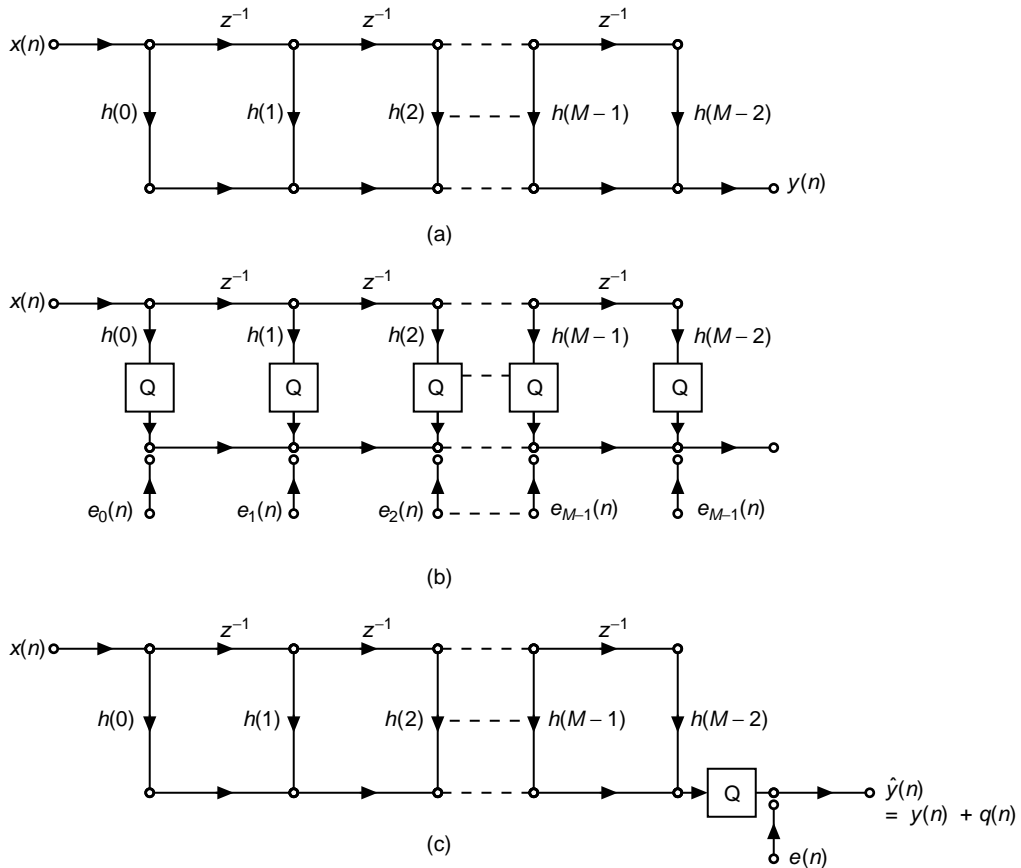 z⁻¹ z⁻¹ z⁻¹
x(n)
h(0) h(1) h(2) h(M – 1) h(M – 2)
y(n)
(a)
z⁻¹ z⁻¹ z⁻¹
x(n)
h(0) h(1) h(2) h(M – 1) h(M – 2)
Q Q Q Q Q
e₀(n) e₁(n) e₂(n) e_{M–1}(n) e_{M–1}(n)
(b)
z⁻¹ z⁻¹ z⁻¹
x(n)
h(0) h(1) h(2) h(M – 1) h(M – 2)
Q ŷ(n)
= y(n) + q(n)
(c) e(n)